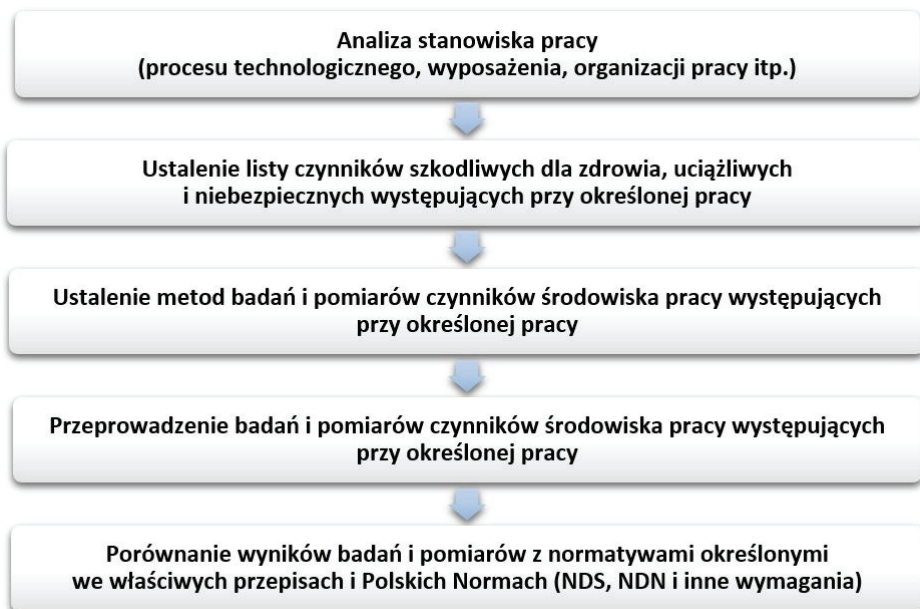 Analiza stanowiska pracy
(procesu technologicznego, wyposażenia, organizacji pracy itp.)
Ustalenie listy czynników szkodliwych dla zdrowia, uciążliwych
i niebezpiecznych występujących przy określonej pracy
Ustalenie metod badań i pomiarów czynników środowiska pracy występujących
przy określonej pracy
Przeprowadzenie badań i pomiarów czynników środowiska pracy występujących
przy określonej pracy
Porównanie wyników badań i pomiarów z normatywami określonymi
we właściwych przepisach i Polskich Normach (NDS, NDN i inne wymagania)